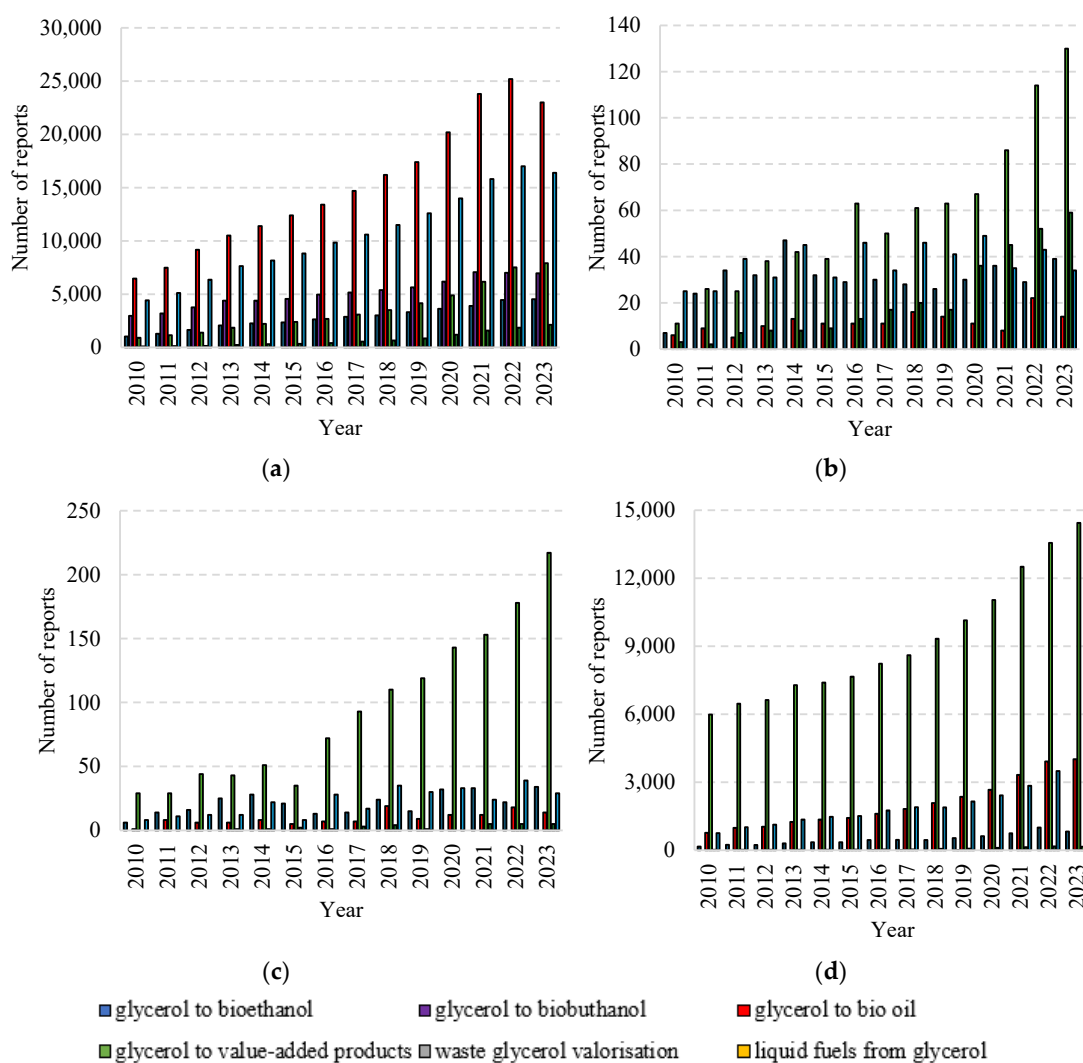 30,000
25,000
20,000
15,000
10,000
5,000
0
Number of reports
2010 2011 2012 2013 2014 2015 2016 2017 2018 2019 2020 2021 2022 2023
Year
(a)
140
120
100
80
60
40
20
0
Number of reports
2010 2011 2012 2013 2014 2015 2016 2017 2018 2019 2020 2021 2022 2023
Year
(b)
250
200
150
100
50
0
Number of reports
2010 2011 2012 2013 2014 2015 2016 2017 2018 2019 2020 2021 2022 2023
Year
(c)
15,000
12,000
9,000
6,000
3,000
0
Number of reports
2010 2011 2012 2013 2014 2015 2016 2017 2018 2019 2020 2021 2022 2023
Year
(d)
glycerol to bioethanol glycerol to biobuthanol glycerol to bio oil
glycerol to value-added products waste glycerol valorisation liquid fuels from glycerol